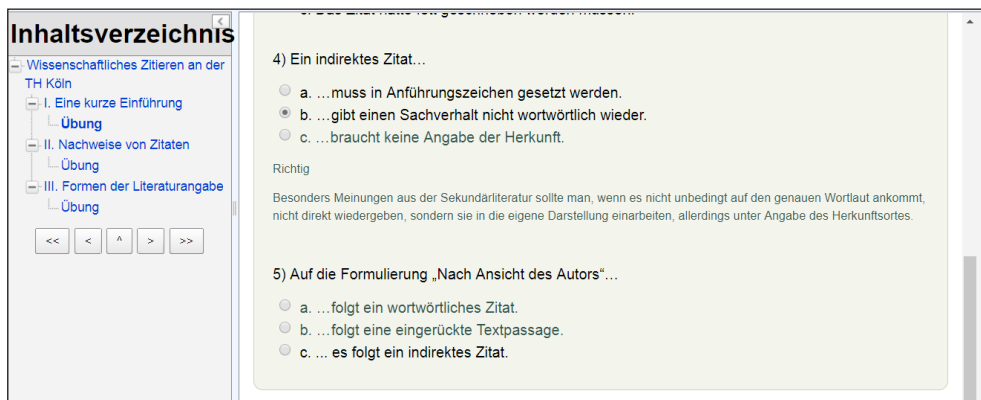 Inhaltsverzeichnis
Wissenschaftliches Zitieren an der
TH Köln
I. Eine kurze Einführung
Übung
II. Nachweise von Zitaten
Übung
III. Formen der Literaturangabe
Übung
<< < ^ > >>
4) Ein indirektes Zitat…
a. …muss in Anführungszeichen gesetzt werden.
b. …gibt einen Sachverhalt nicht wortwörtlich wieder.
c. …braucht keine Angabe der Herkunft.
Richtig
Besonders Meinungen aus der Sekundärliteratur sollte man, wenn es nicht unbedingt auf den genauen Wortlaut ankommt,
nicht direkt wiedergeben, sondern sie in die eigene Darstellung einarbeiten, allerdings unter Angabe des Herkunftsortes.
5) Auf die Formulierung „Nach Ansicht des Autors“…
a. …folgt ein wortwörtliches Zitat.
b. …folgt eine eingerückte Textpassage.
c. ... es folgt ein indirektes Zitat.